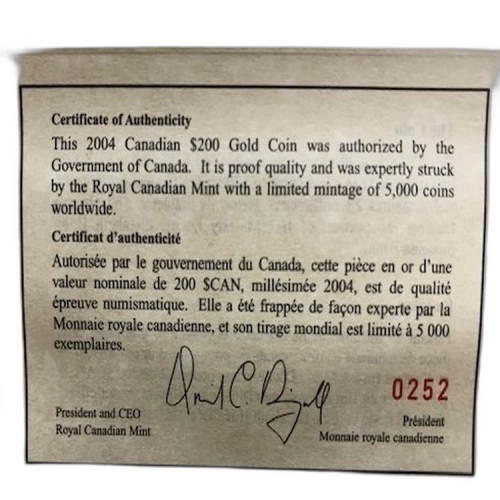 Certificate of Authenticity
This 2004 Canadian $200 Gold Coin was authorized by the
Government of Canada. It is proof quality and was expertly struck
by the Royal Canadian Mint with a limited mintage of 5,000 coins
worldwide.
Certificat d'authenticité
Autorisée par le gouvernement du Canada, cette pièce en or d'une
valeur nominale de 200 $CAN, millésimée 2004, est de qualité
épreuve numismatique. Elle a été frappée de façon experte par la
Monnaie royale canadienne, et son tirage mondial est limité à 5 000
exemplaires.
0252
President and CEO
Royal Canadian Mint
Président
Monnaie royale canadienne